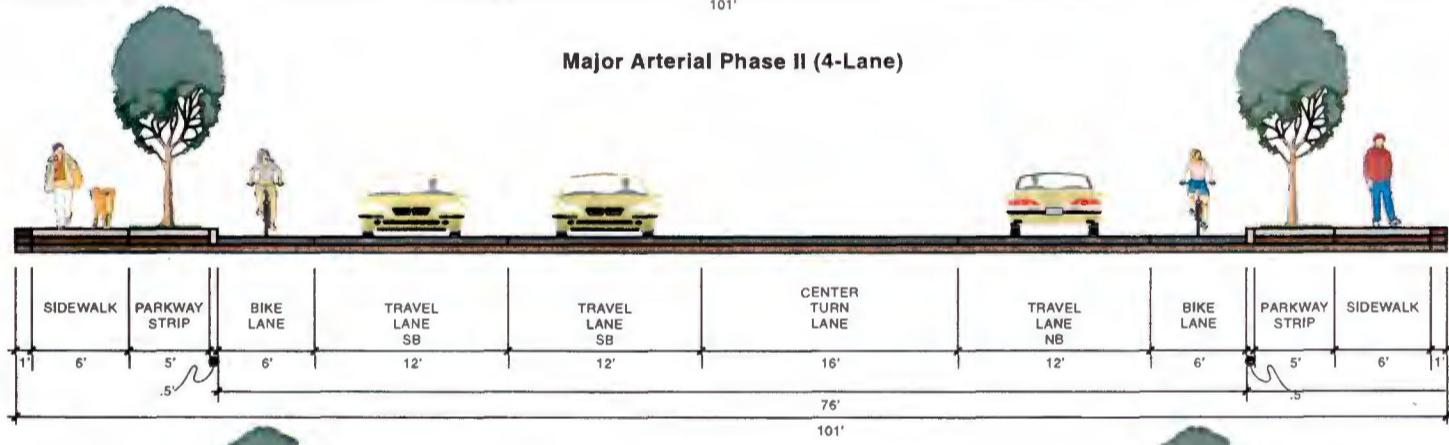 101'
Major Arterial Phase II (4-Lane)
SIDEWALK
PARKWAY
STRIP
BIKE
LANE
TRAVEL
LANE
SB
TRAVEL
LANE
SB
CENTER
TURN
LANE
TRAVEL
LANE
NB
BIKE
LANE
PARKWAY
STRIP
SIDEWALK
1' 6' 5' 6' 12' 12' 16' 12' 6' 5' 6' 1'
.5' .5'
76'
101'